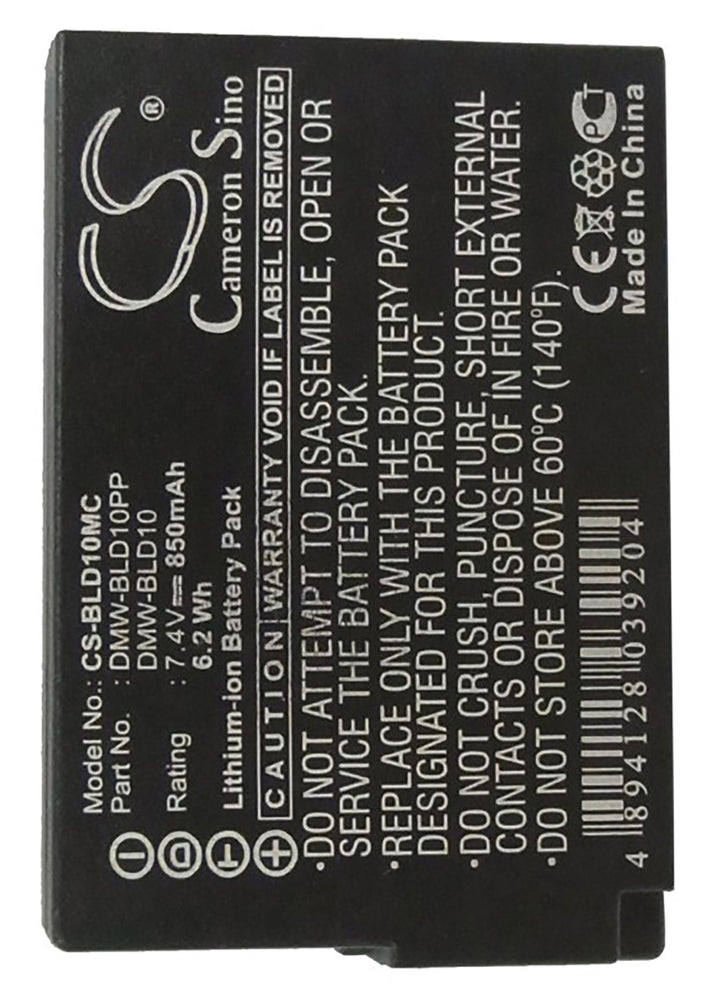 CS®
Cameron Sino
Model No.: CS-BLD10MC
Part No. : DMW-BLD10PP
DMW-BLD10
Rating : 7.4V 850mAh
6.2 Wh
Lithium-ion Battery Pack
CAUTION! WARRANTY VOID IF LABEL IS REMOVED
- D T +
•DO NOT ATTEMPT TO DISASSEMBLE, OPEN OR
SERVICE THE BATTERY PACK.
•REPLACE ONLY WITH THE BATTERY PACK
DESIGNATED FOR THIS PRODUCT.
•DO NOT CRUSH, PUNCTURE, SHORT EXTERNAL
CONTACTS OR DISPOSE OF IN FIRE OR WATER.
•DO NOT STORE ABOVE 60°C (140°F).
CE PCT
Made In China
4 894128 039204